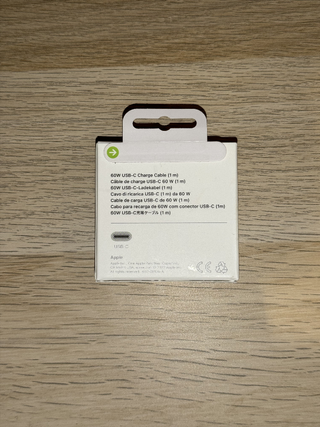 60W USB-C Charge Cable (1 m)
Câble de charge USB-C 60 W (1 m)
60W USB-C-Ladekabel (1 m)
Cavo di ricarica USB-C (1 m) da 60 W
Cable de carga USB-C de 60 W (1 m)
Cabo para recarga de 60W com conector USB-C (1m)
60W USB-C充電ケーブル (1 m)
USB-C
Apple